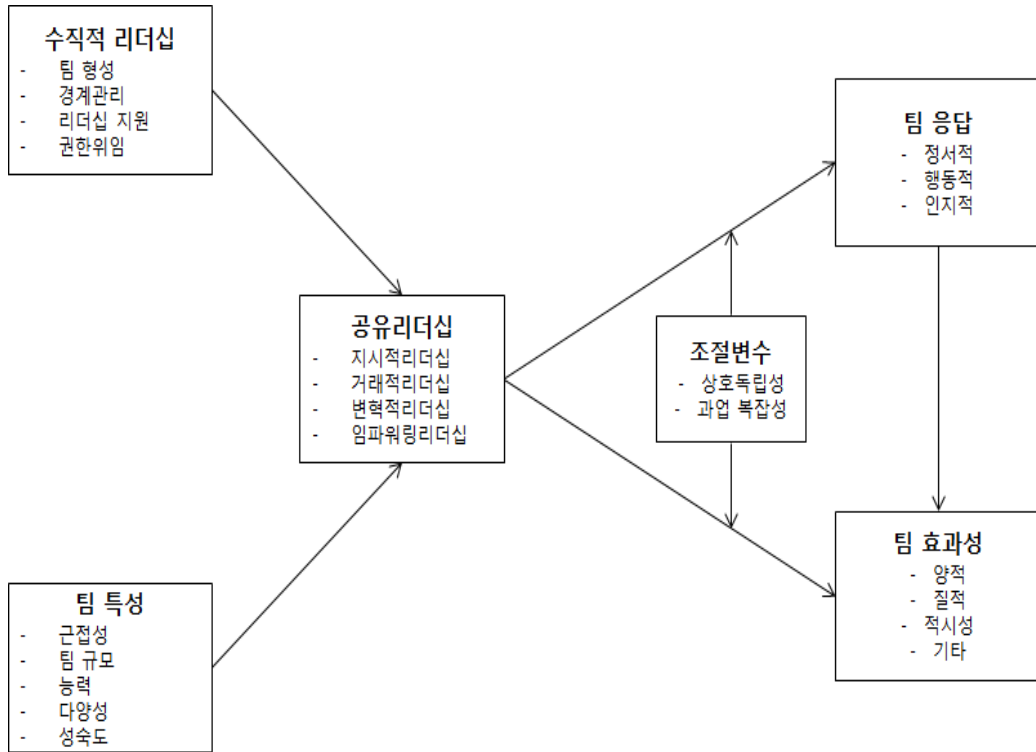 수직적 리더십
- 팀 형성
- 경계관리
- 리더십 지원
- 권한위임
팀 응답
- 정서적
- 행동적
- 인지적
공유리더십
- 지시적리더십
- 거래적리더십
- 변혁적리더십
- 임파워링리더십
조절변수
- 상호독립성
- 과업 복잡성
팀 특성
- 근접성
- 팀 규모
- 능력
- 다양성
- 성숙도
팀 효과성
- 양적
- 질적
- 적시성
- 기타